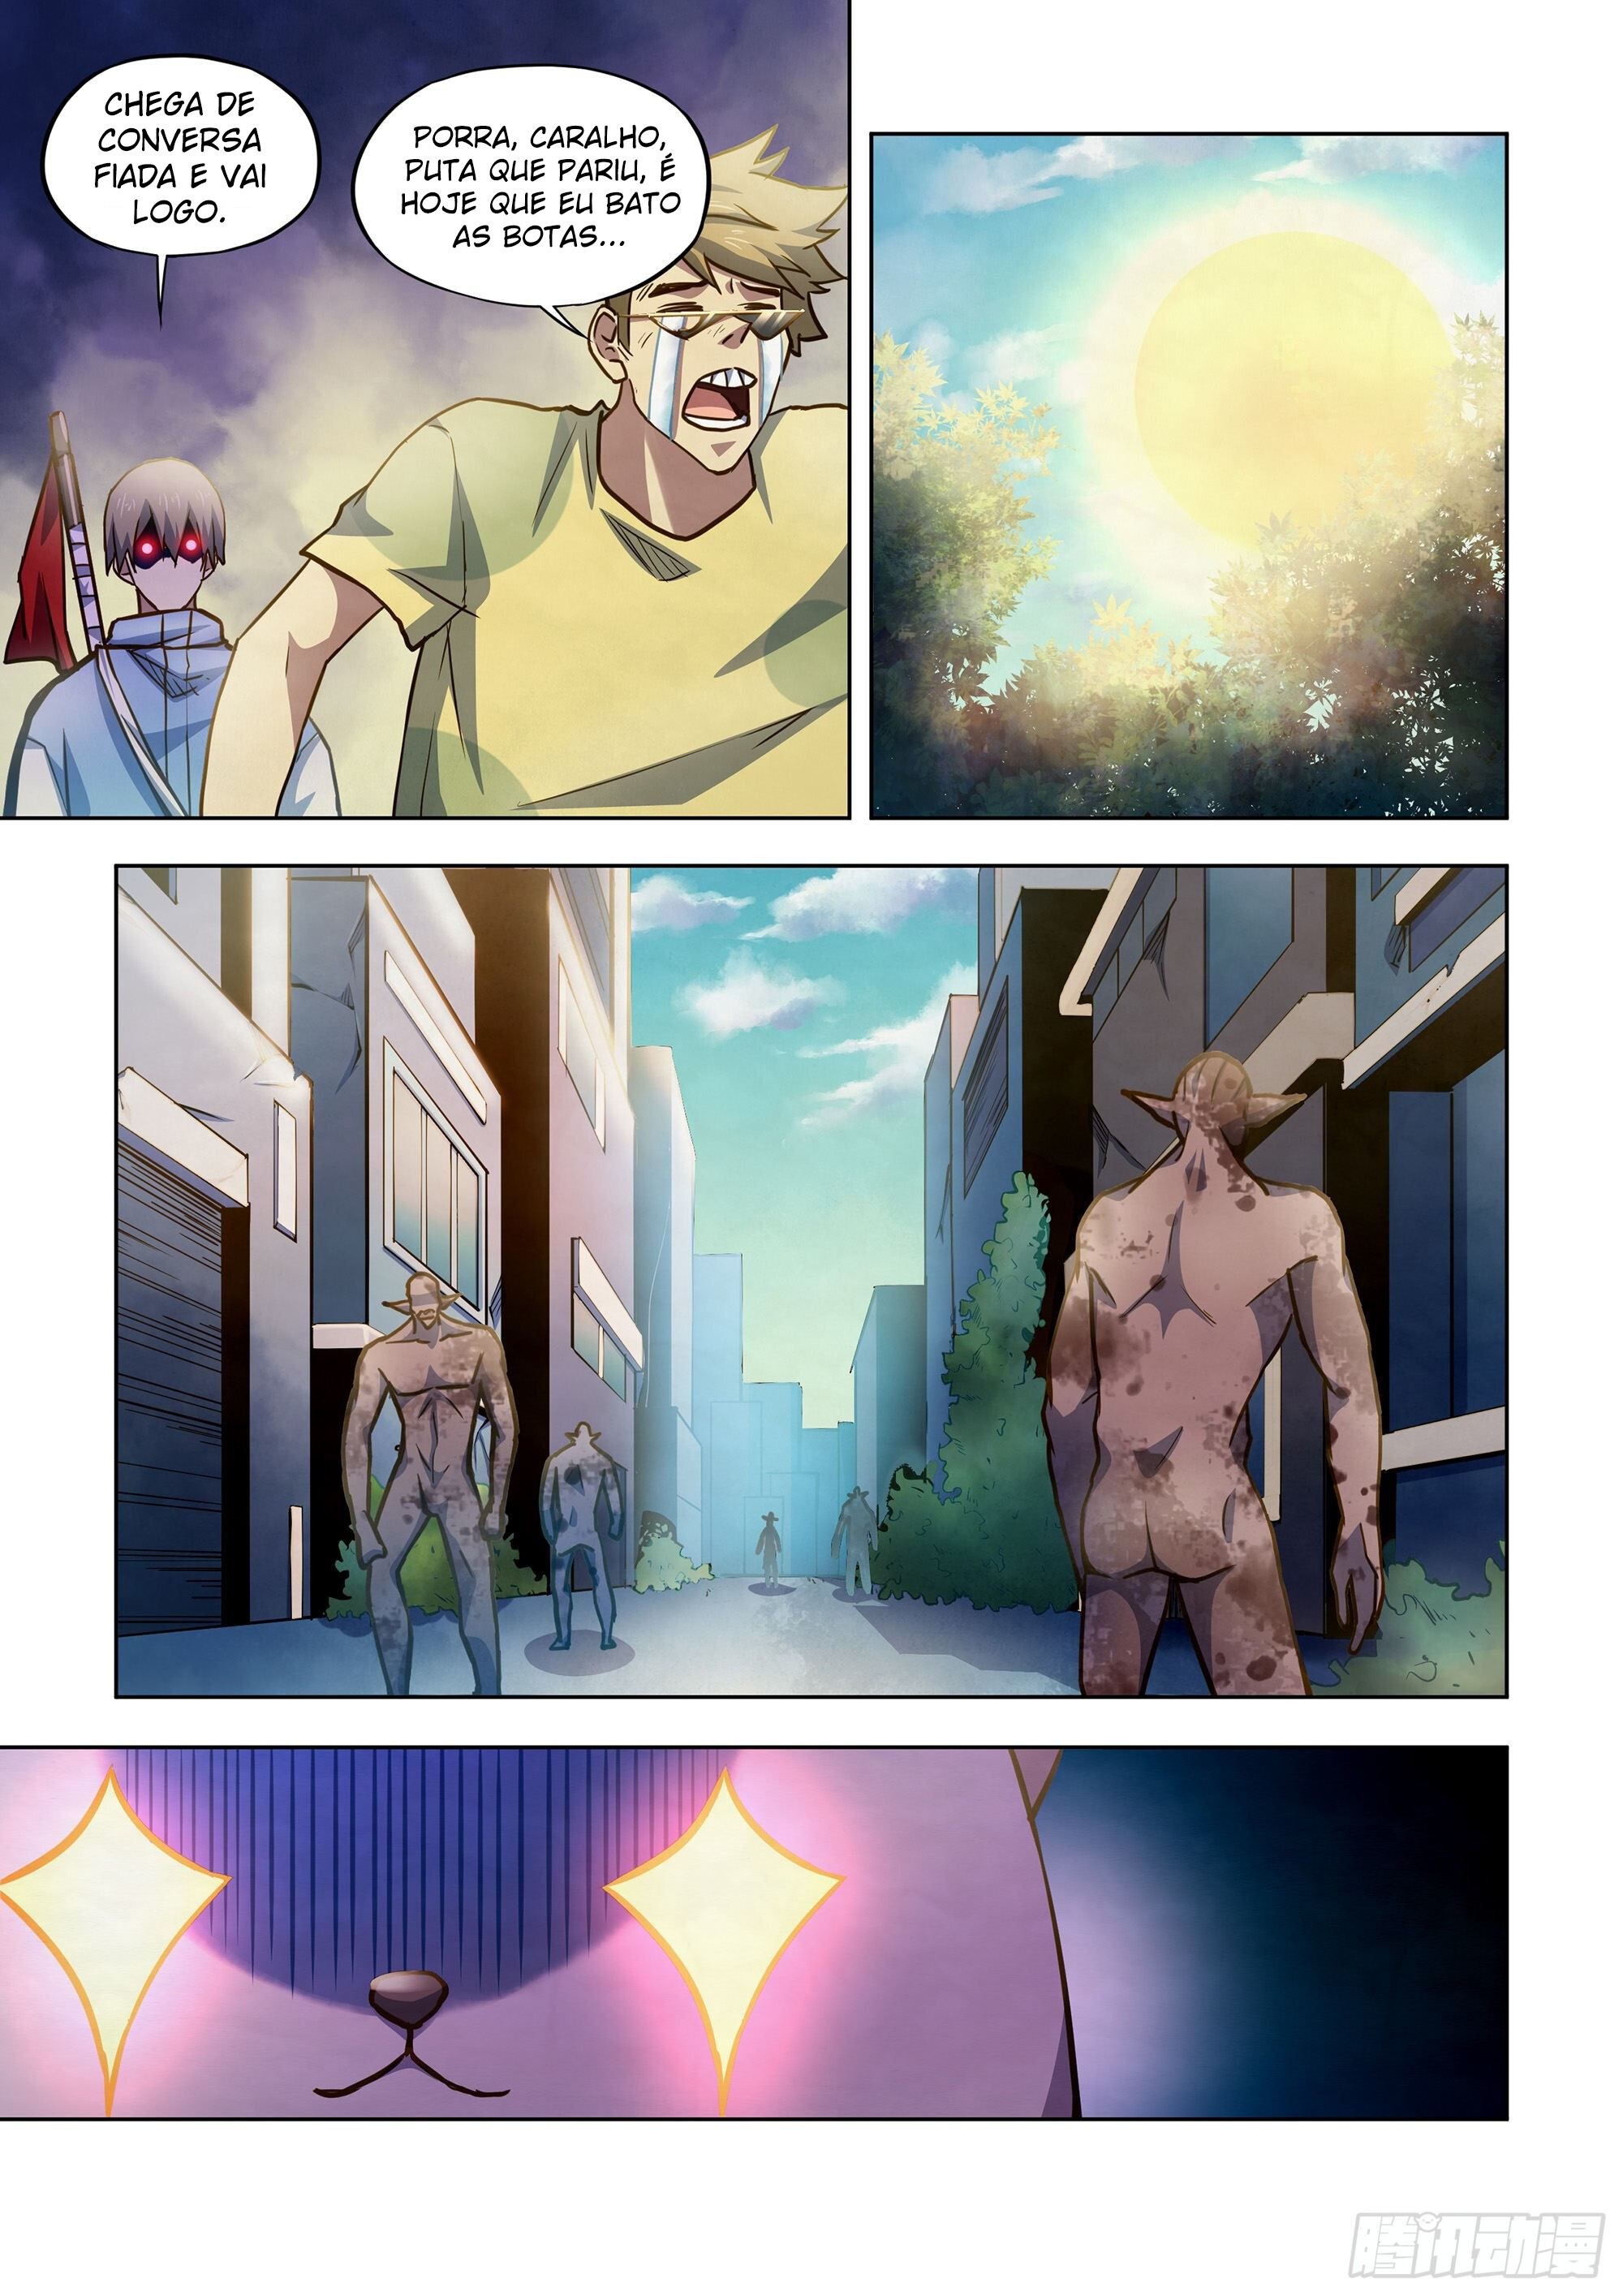 CHEGA DE
CONVERSA
FIADA E VAI
LOGO.
PORRA, CARALHO,
PUTA QUE PARIU, É
HOJE QUE EU BATO
AS BOTAS...
腾讯动漫